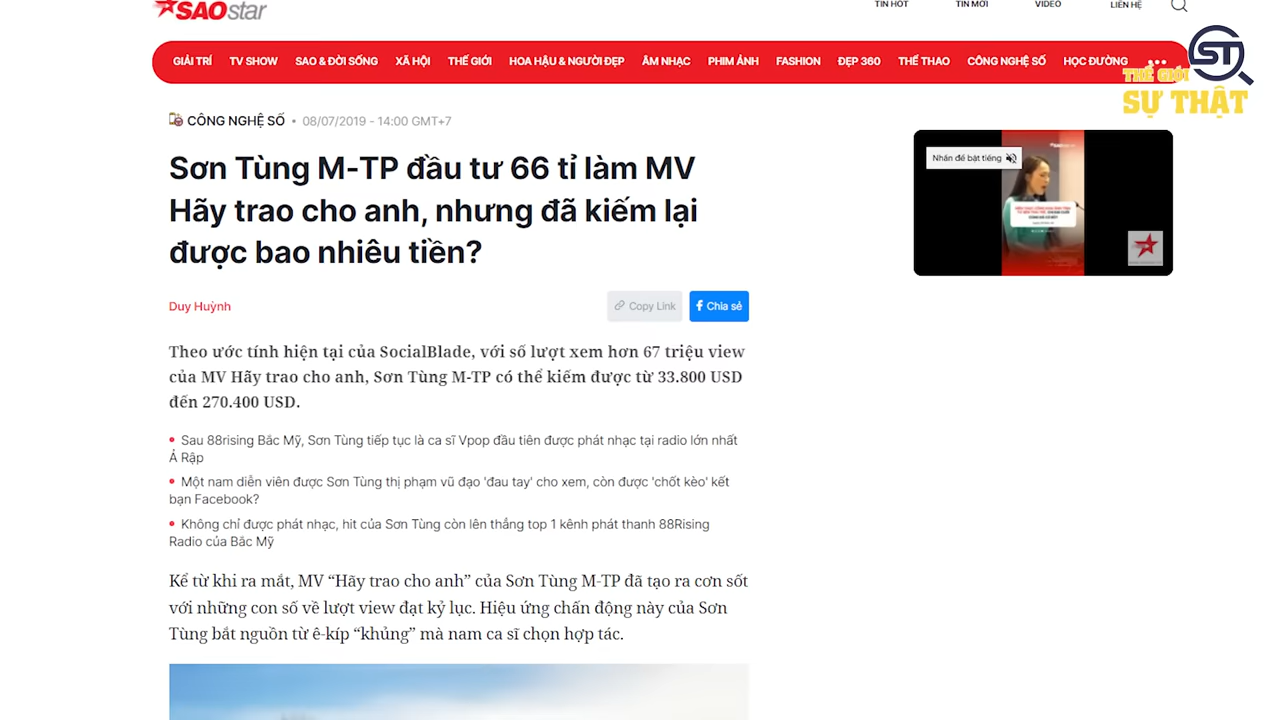 SAOstar
TIN HOT
TIN MỚI
VIDEO
LIÊN HỆ
GIẢI TRÍ
TV SHOW
SAO & ĐỜI SỐNG
XÃ HỘI
THẾ GIỚI
HOA HẬU & NGƯỜI ĐẸP
ÂM NHẠC
PHIM ẢNH
FASHION
ĐẸP 360
THỂ THAO
CÔNG NGHỆ SỐ
HỌC ĐƯỜNG
ST
THẾ GIỚI
SỰ THẬT
CÔNG NGHỆ SỐ • 08/07/2019 - 14:00 GMT+7
Sơn Tùng M-TP đầu tư 66 tỉ làm MV
Hãy trao cho anh, nhưng đã kiếm lại
được bao nhiêu tiền?
Nhấn để bật tiếng
Duy Huỳnh
Copy Link
Chia sẻ
Theo ước tính hiện tại của SocialBlade, với số lượt xem hơn 67 triệu view
của MV Hãy trao cho anh, Sơn Tùng M-TP có thể kiếm được từ 33.800 USD
đến 270.400 USD.
• Sau 88rising Bắc Mỹ, Sơn Tùng tiếp tục là ca sĩ Vpop đầu tiên được phát nhạc tại radio lớn nhất
Ả Rập
• Một nam diễn viên được Sơn Tùng thị phạm vũ đạo 'đau tay' cho xem, còn được 'chốt kèo' kết
bạn Facebook?
• Không chỉ được phát nhạc, hit của Sơn Tùng còn lên thẳng top 1 kênh phát thanh 88Rising
Radio của Bắc Mỹ
Kể từ khi ra mắt, MV “Hãy trao cho anh” của Sơn Tùng M-TP đã tạo ra cơn sốt
với những con số về lượt view đạt kỷ lục. Hiệu ứng chấn động này của Sơn
Tùng bắt nguồn từ ê-kíp “khủng” mà nam ca sĩ chọn hợp tác.